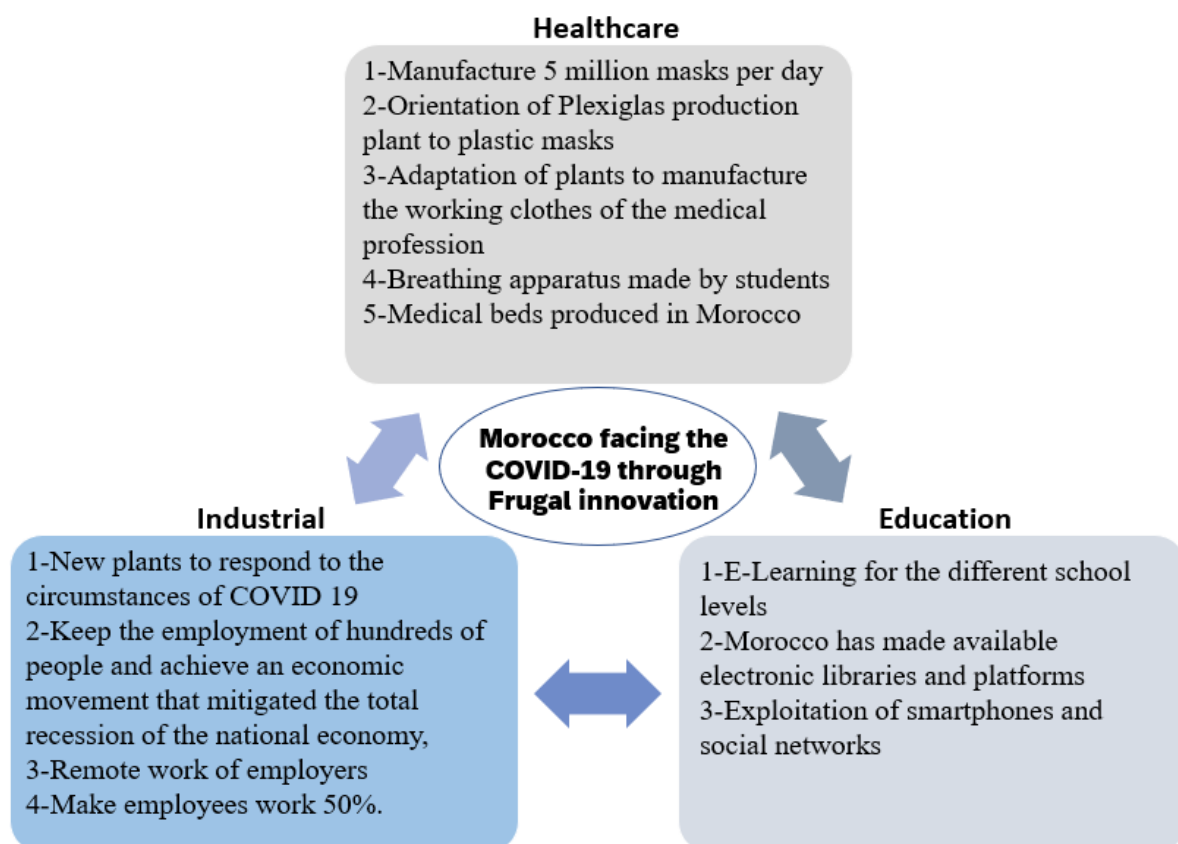 Healthcare
1-Manufacture 5 million masks per day
2-Orientation of Plexiglas production
plant to plastic masks
3-Adaptation of plants to manufacture
the working clothes of the medical
profession
4-Breathing apparatus made by students
5-Medical beds produced in Morocco
Morocco facing the
COVID-19 through
Frugal innovation
Industrial
1-New plants to respond to the
circumstances of COVID 19
2-Keep the employment of hundreds of
people and achieve an economic
movement that mitigated the total
recession of the national economy,
3-Remote work of employers
4-Make employees work 50%.
Education
1-E-Learning for the different school
levels
2-Morocco has made available
electronic libraries and platforms
3-Exploitation of smartphones and
social networks